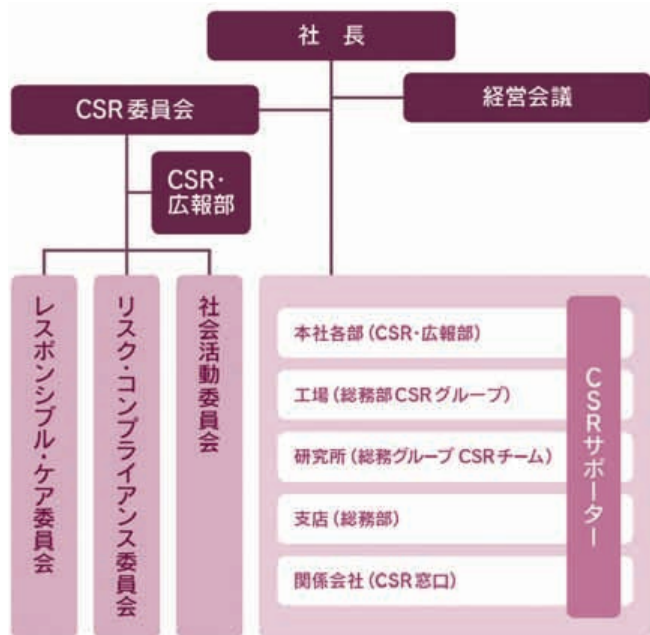 社　長
経営会議
CSR委員会
CSR・
広報部
レスポンシブル・ケア委員会
リスク・コンプライアンス委員会
社会活動委員会
本社各部（CSR・広報部）
工場（総務部CSRグループ）
研究所（総務グループ CSRチーム）
支店（総務部）
関係会社（CSR窓口）
CSRサポーター